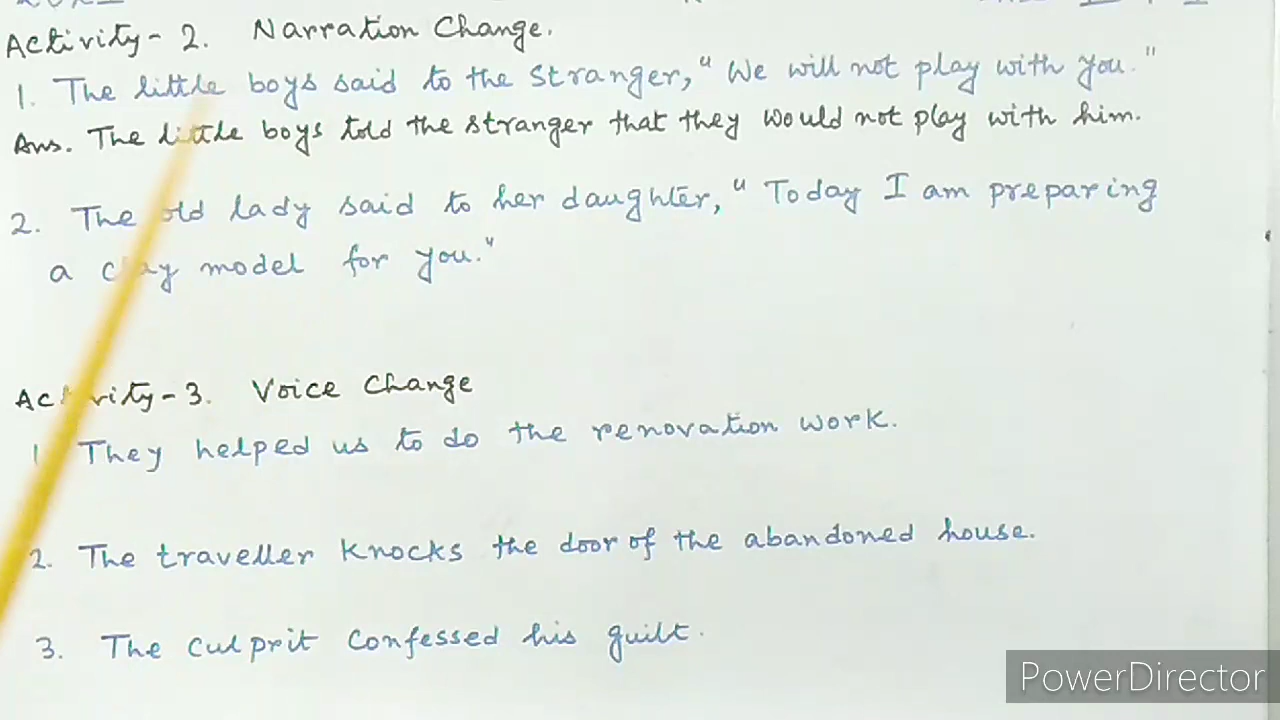 Activity- 2. Narration Change.
1. The little boys said to the stranger, "We will not play with you."
Ans. The little boys told the stranger that they would not play with him.
2. The old lady said to her daughter, "Today I am preparing
a clay model for you."
Activity-3. Voice Change
1 They helped us to do the renovation work.
2. The traveller knocks the door of the abandoned house.
3. The culprit confessed his guilt.
PowerDirector